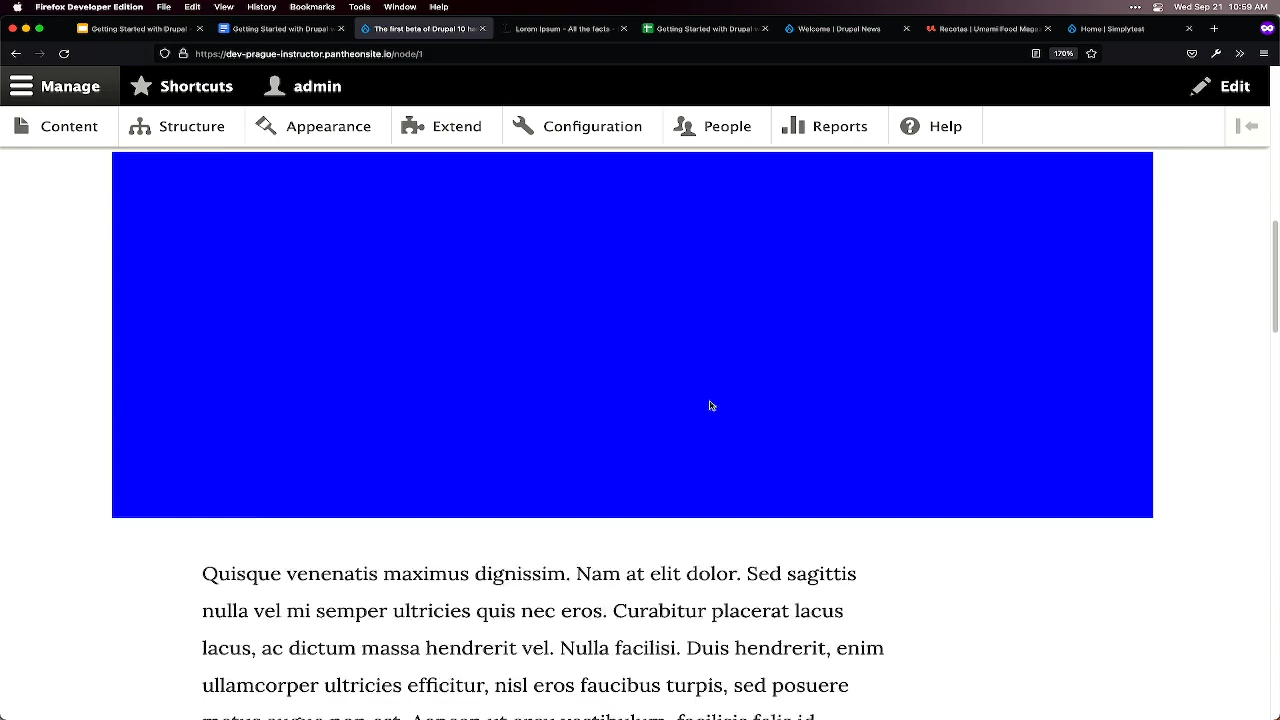 Firefox Developer Edition File Edit View History Bookmarks Tools Window Help Wed Sep 21 10:59 AM
Getting Started with Drupal Getting Started with Drupal w The first beta of Drupal 10 ha Lorem Ipsum - All the facts - Getting Started with Drupal w Welcome | Drupal News Recetas | Umami Food Maga Home | Simplytest
https://dev-prague-instructor.pantheonsite.io/node/1 170%
Manage Shortcuts admin Edit
Content Structure Appearance Extend Configuration People Reports Help
Quisque venenatis maximus dignissim. Nam at elit dolor. Sed sagittis
nulla vel mi semper ultricies quis nec eros. Curabitur placerat lacus
lacus, ac dictum massa hendrerit vel. Nulla facilisi. Duis hendrerit, enim
ullamcorper ultricies efficitur, nisl eros faucibus turpis, sed posuere